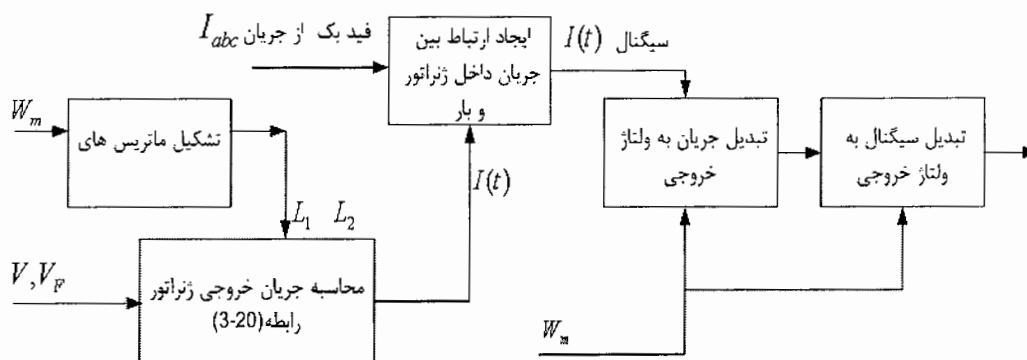 فید بک از جریان I_abc
ایجاد ارتباط بین
جریان داخل ژنراتور
و بار
سیگنال I(t)
W_m
تشکیل ماتریس های
L_1 L_2
I(t)
تبدیل جریان به ولتاژ
خروجی
تبدیل سیگنال به
ولتاژ خروجی
V,V_F
محاسبه جریان خروجی ژنراتور
رابطه(3-20)
W_m